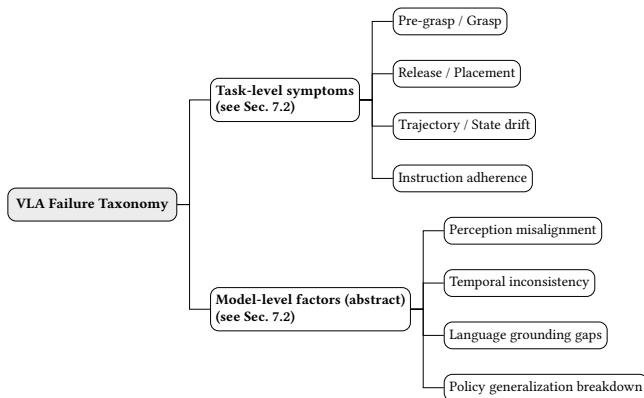 VLA Failure Taxonomy
Task-level symptoms
(see Sec. 7.2)
Pre-grasp / Grasp
Release / Placement
Trajectory / State drift
Instruction adherence
Model-level factors (abstract)
(see Sec. 7.2)
Perception misalignment
Temporal inconsistency
Language grounding gaps
Policy generalization breakdown